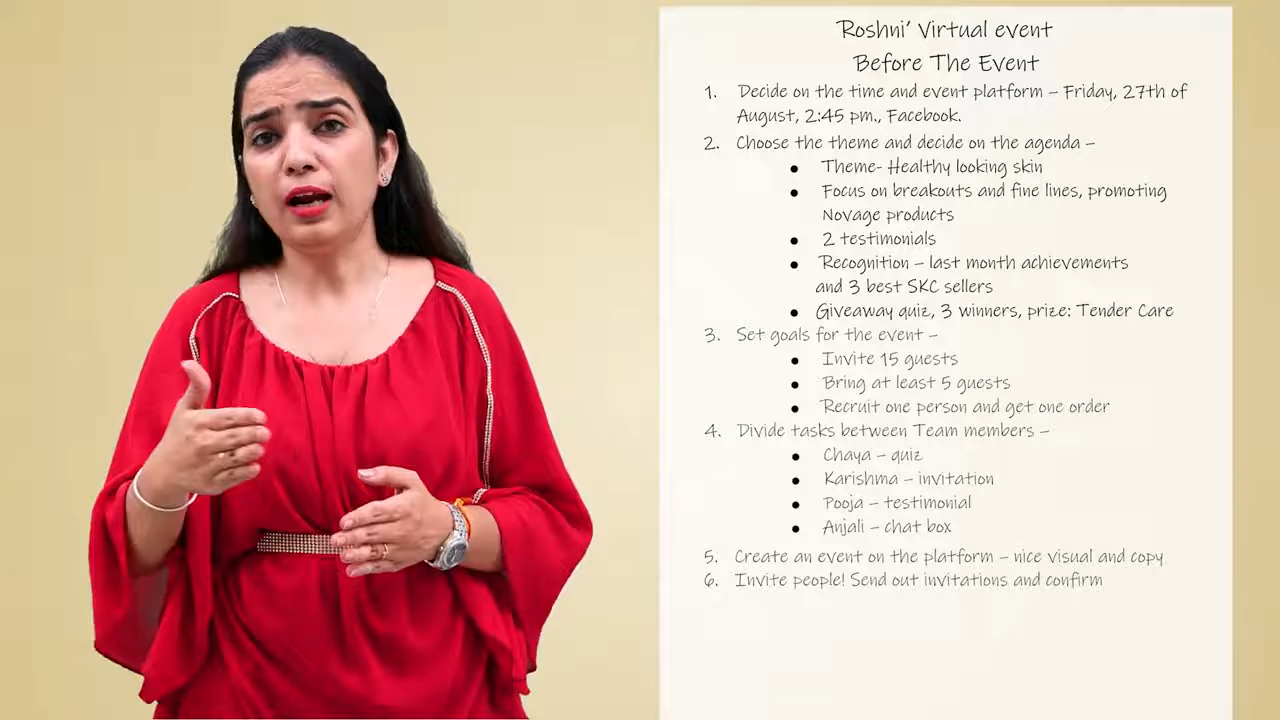 'Roshni' Virtual event
Before The Event
1. Decide on the time and event platform – Friday, 27th of
August, 2:45 pm., Facebook.
2. Choose the theme and decide on the agenda –
● Theme- Healthy looking skin
● Focus on breakouts and fine lines, promoting
Novage products
● 2 testimonials
● Recognition – last month achievements
and 3 best SKC sellers
● Giveaway quiz, 3 winners, prize: Tender Care
3. Set goals for the event –
● Invite 15 guests
● Bring at least 5 guests
● Recruit one person and get one order
4. Divide tasks between Team members –
● Chaya – quiz
● Karishma – invitation
● Pooja – testimonial
● Anjali – chat box
5. Create an event on the platform – nice visual and copy
6. Invite people! Send out invitations and confirm